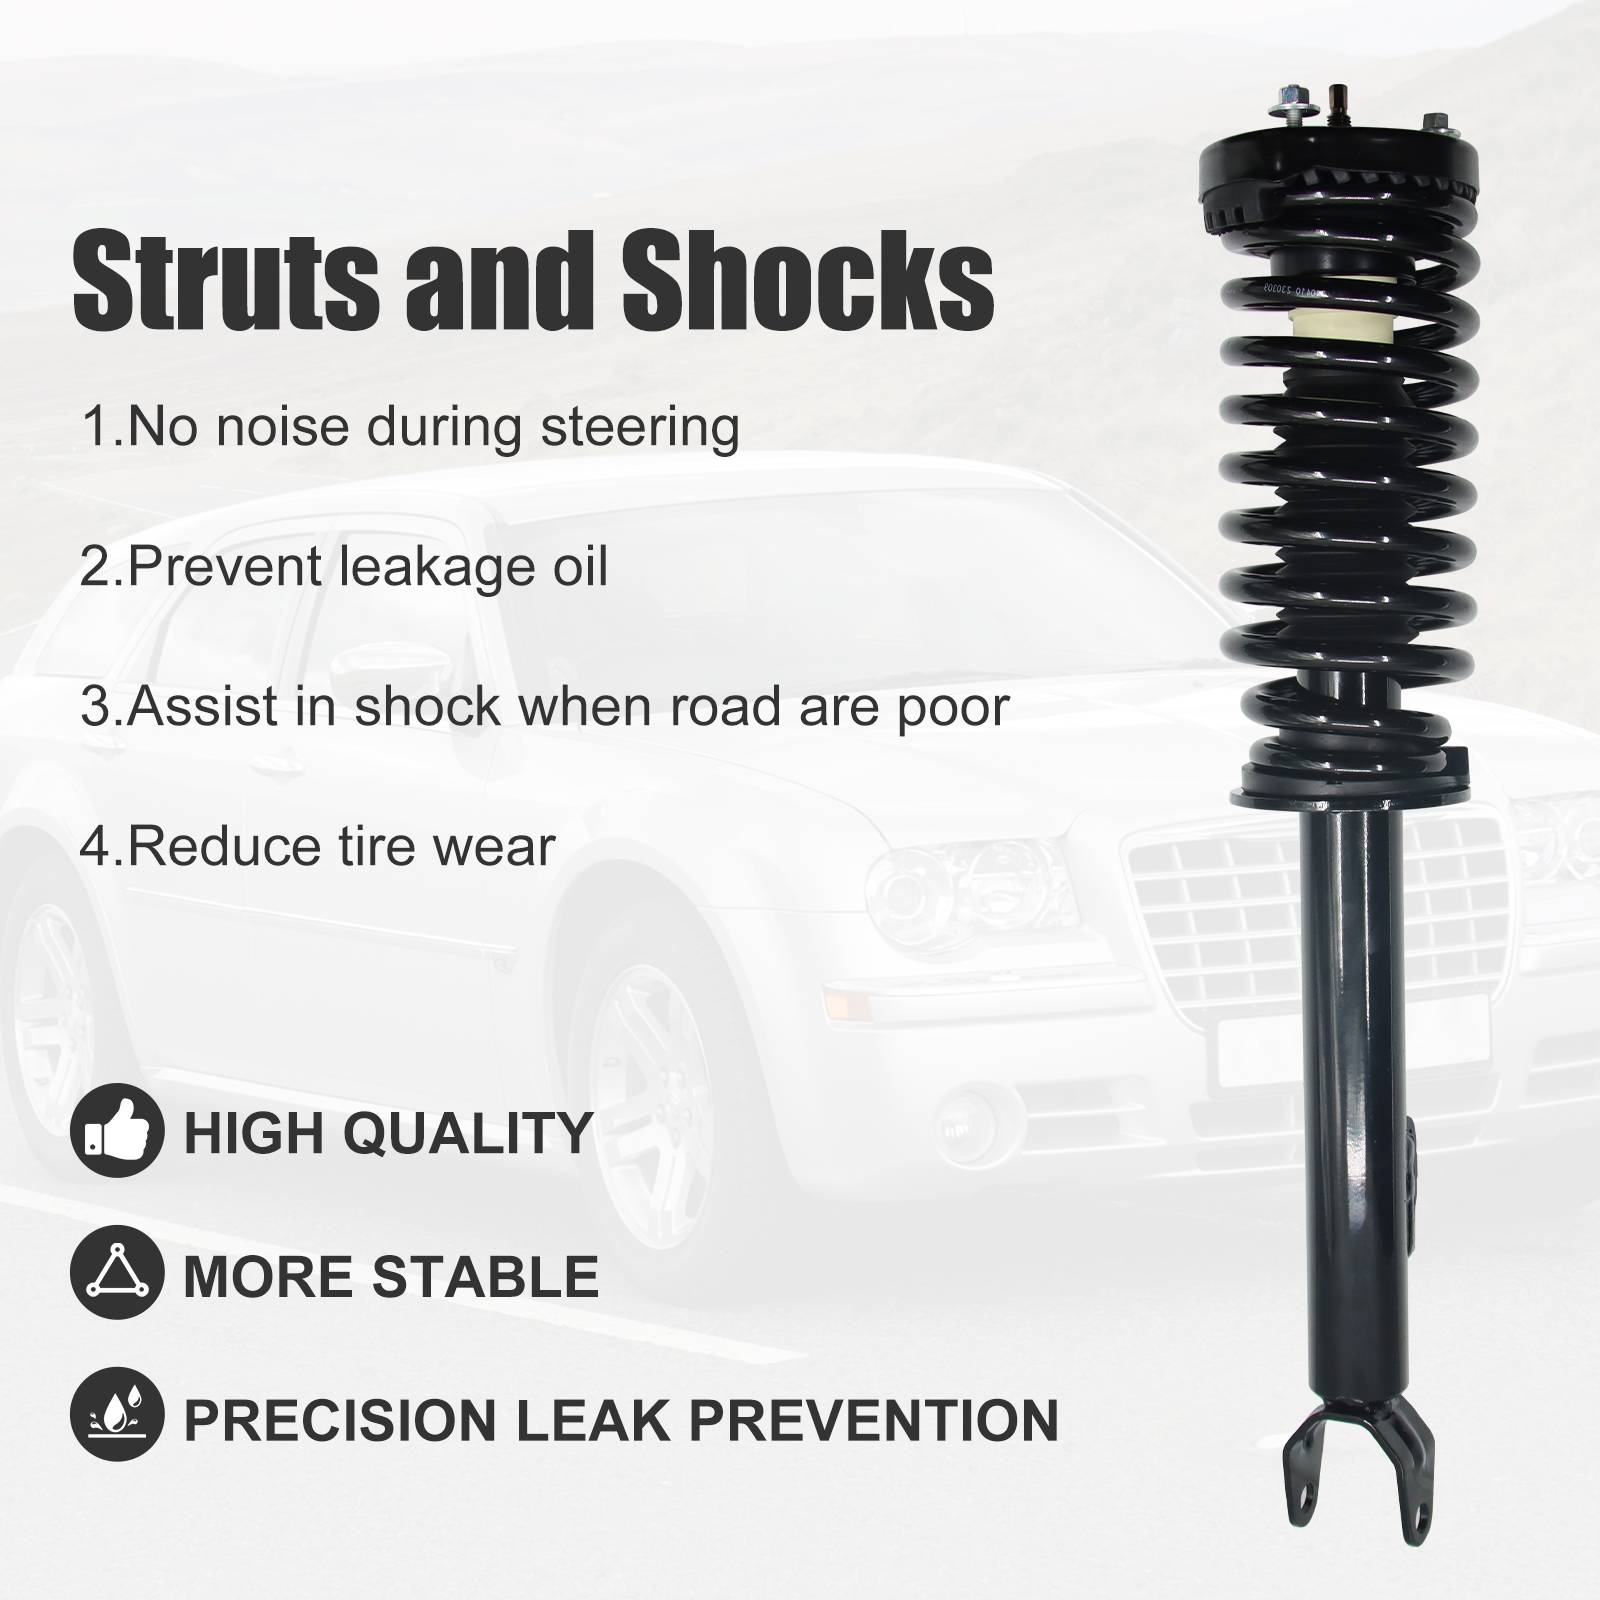 Struts and Shocks
1.No noise during steering
2.Prevent leakage oil
3.Assist in shock when road are poor
4.Reduce tire wear
HIGH QUALITY
MORE STABLE
PRECISION LEAK PREVENTION